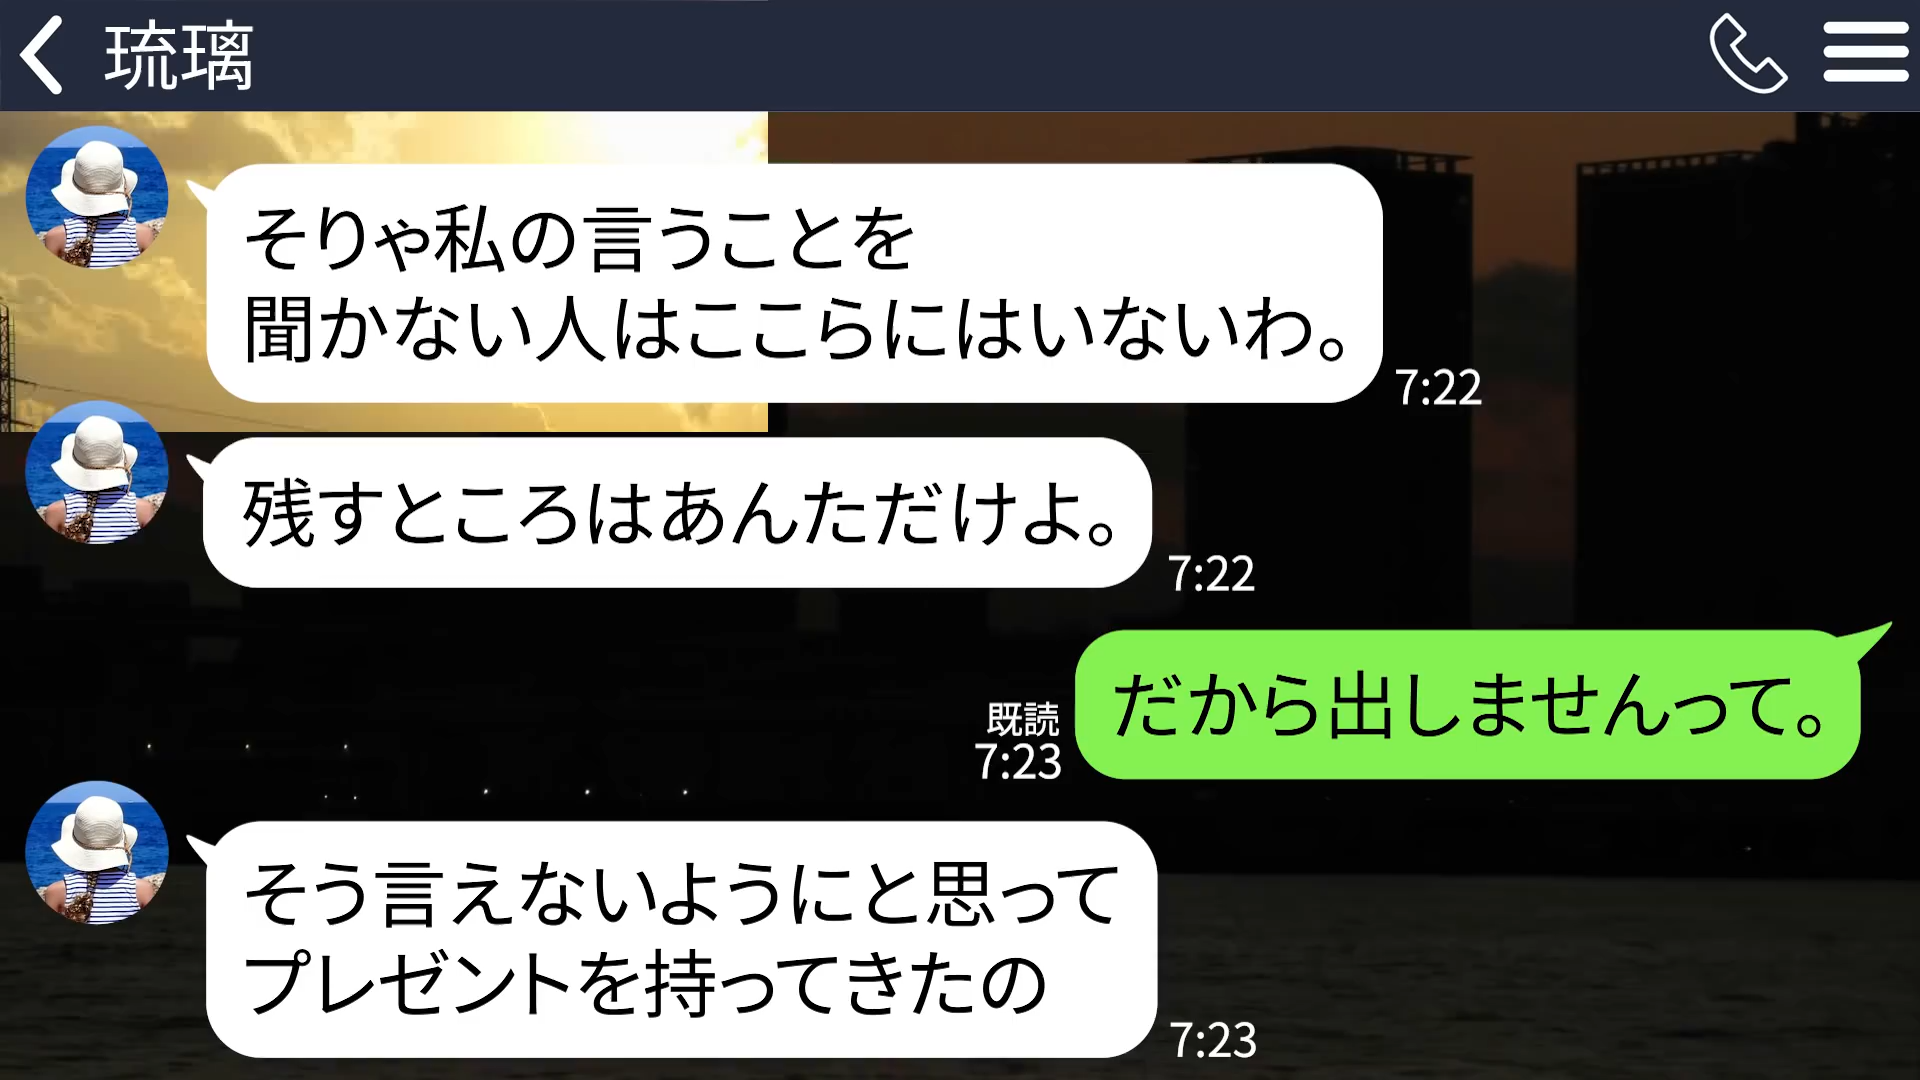 琉璃
そりゃ私の言うことを
聞かない人はここらにはいないわ。
7:22
残すところはあんただけよ。
7:22
だから出しませんって。
既読
7:23
そう言えないようにと思って
プレゼントを持ってきたの
7:23